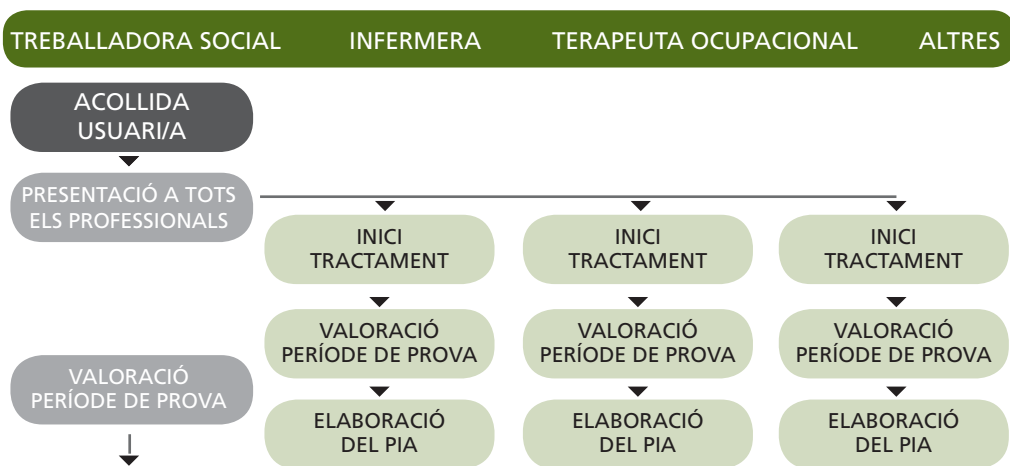 TREBALLADORA SOCIAL INFERMERA TERAPEUTA OCUPACIONAL ALTRES
ACOLLIDA
USUARI/A
PRESENTACIÓ A TOTS
ELS PROFESSIONALS
INICI
TRACTAMENT
INICI
TRACTAMENT
INICI
TRACTAMENT
VALORACIÓ
PERÍODE DE PROVA
VALORACIÓ
PERÍODE DE PROVA
VALORACIÓ
PERÍODE DE PROVA
VALORACIÓ
PERÍODE DE PROVA
ELABORACIÓ
DEL PIA
ELABORACIÓ
DEL PIA
ELABORACIÓ
DEL PIA